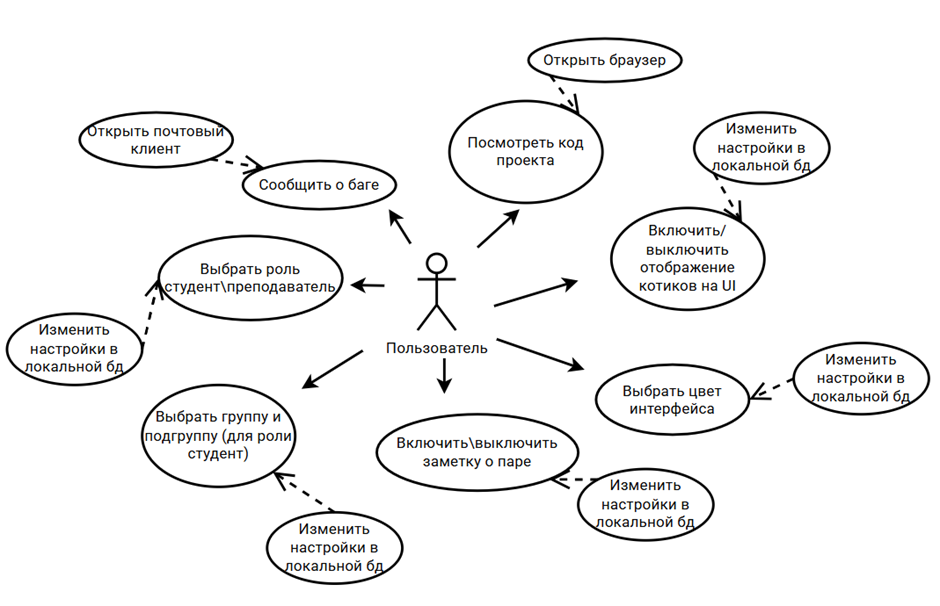 Открыть браузер
Открыть почтовый
клиент
Посмотреть код
проекта
Изменить
настройки в
локальной бд
Сообщить о баге
Включить/
выключить
отображение
котиков на UI
Выбрать роль
студент\преподаватель
Изменить
настройки в
локальной бд
Пользователь
Выбрать цвет
интерфейса
Изменить
настройки в
локальной бд
Выбрать группу и
подгруппу (для роли
студент)
Включить\выключить
заметку о паре
Изменить
настройки в
локальной бд
Изменить
настройки в
локальной бд